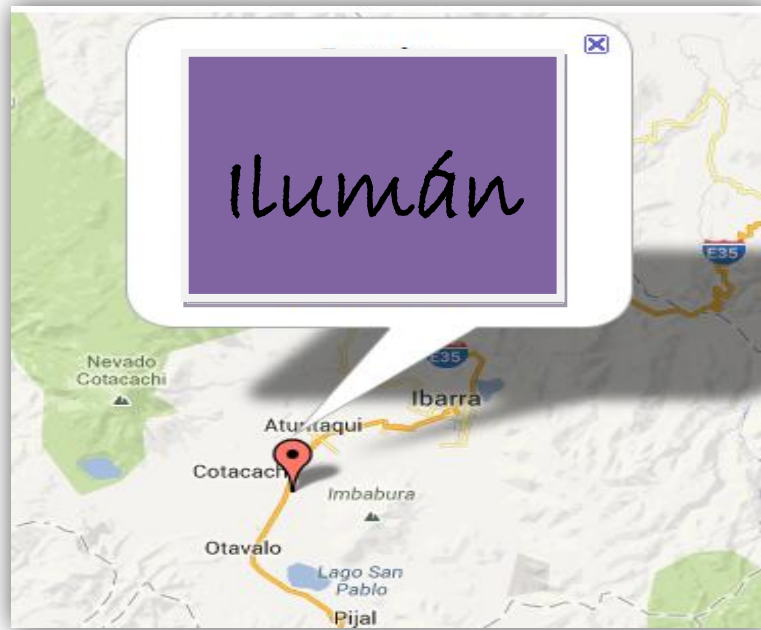 Ilumán
E35
E35
Nevado
Cotacachi
Ibarra
Atuntaqui
Cotacachi
Imbabura
Otavalo
Lago San
Pablo
Pijal